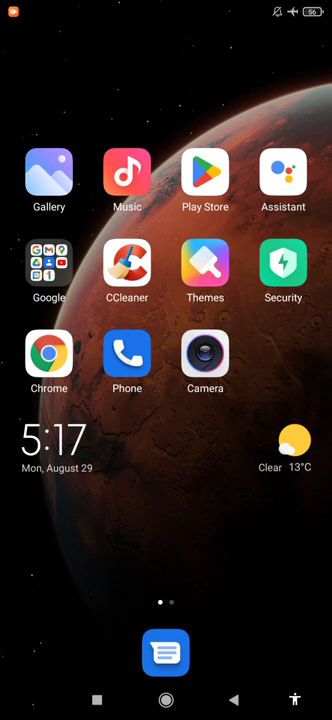 56
Gallery Music Play Store Assistant
Google CCleaner Themes Security
Chrome Phone Camera
5:17
Mon, August 29
Clear 13°C